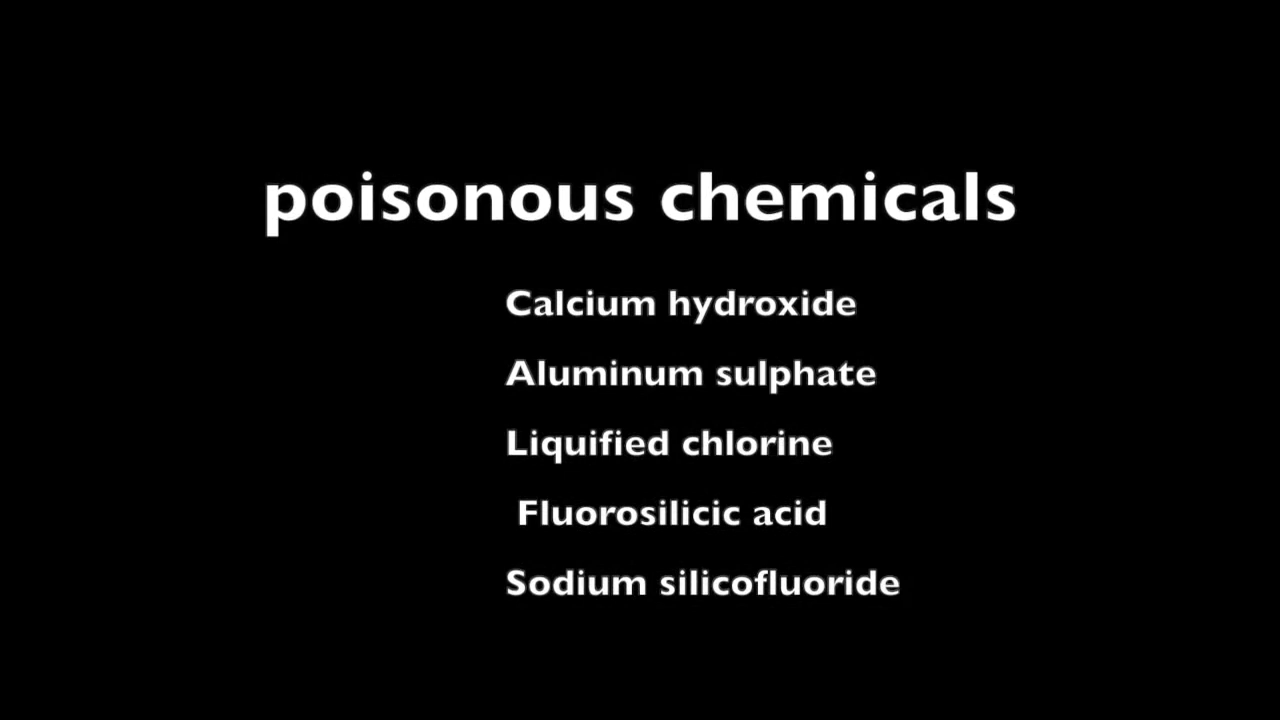 poisonous chemicals
Calcium hydroxide
Aluminum sulphate
Liquified chlorine
Fluorosilicic acid
Sodium silicofluoride